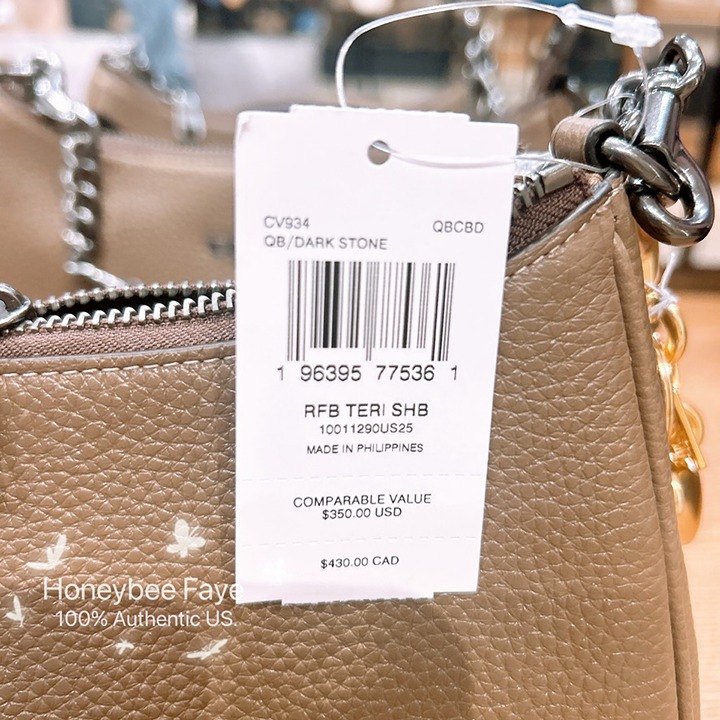 CV934 QBCBD
QB/DARK STONE
1 96395 77536 1
RFB TERI SHB
10011290US25
MADE IN PHILIPPINES
COMPARABLE VALUE
$350.00 USD
$430.00 CAD
Honeybee Faye
100% Authentic US.